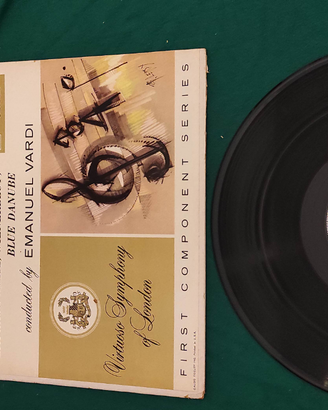 BLUE DANUBE
conducted by
EMANUEL VARDI
Virtuoso Symphony
of London
FIRST COMPONENT SERIES